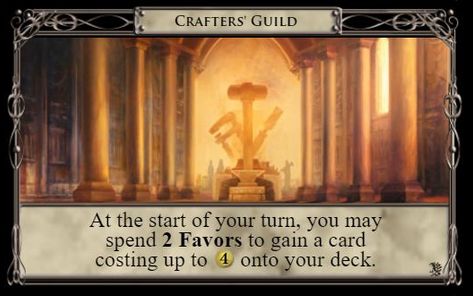 Crafters' Guild
At the start of your turn, you may
spend 2 Favors to gain a card
costing up to 4 onto your deck.